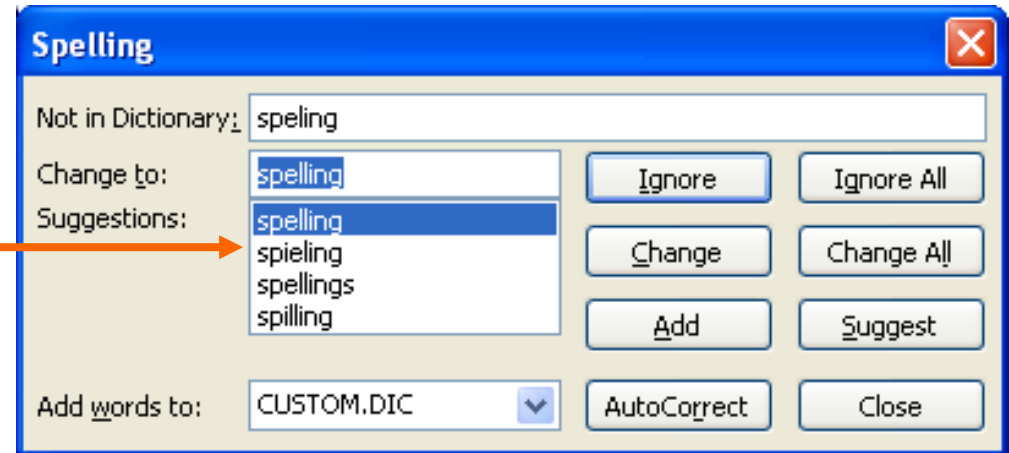 Spelling
Not in Dictionary: speling
Change to: spelling Ignore Ignore All
Suggestions: spelling
spieling Change Change All
spellings
spilling Add Suggest
Add words to: CUSTOM.DIC AutoCorrect Close